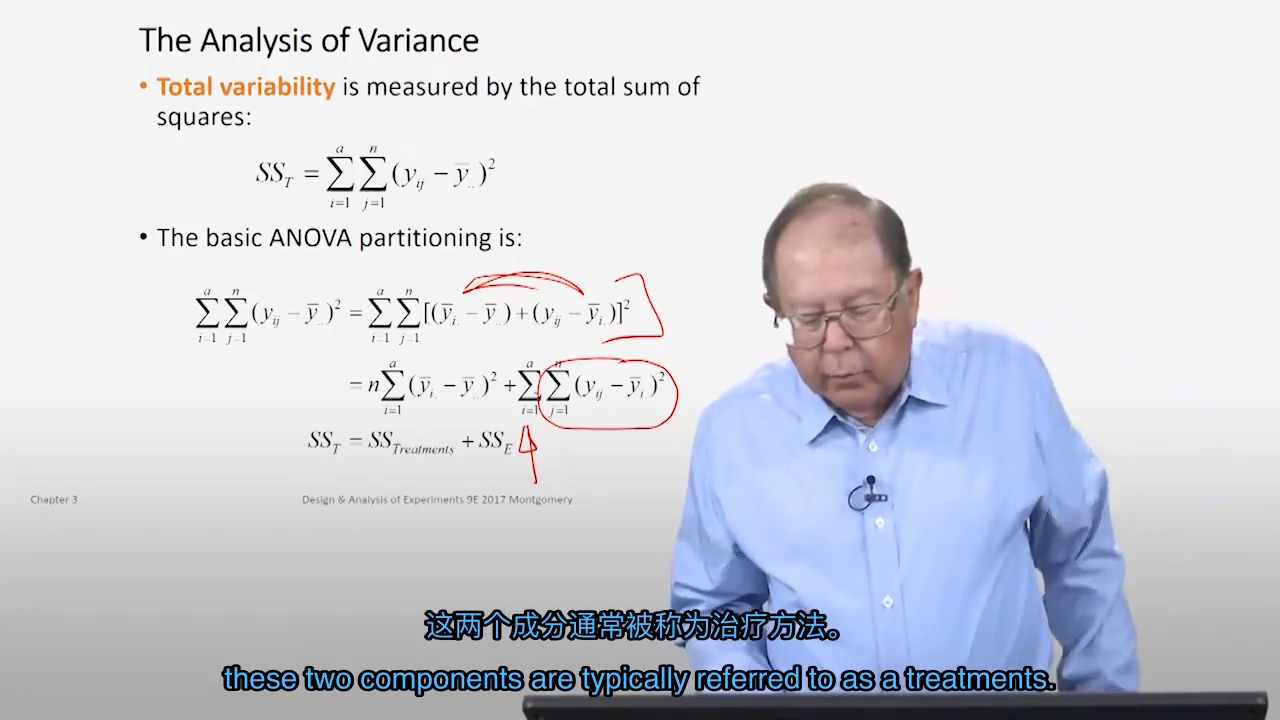 The Analysis of Variance
• Total variability is measured by the total sum of
squares:
$SS_T = \sum_{i=1}^{a} \sum_{j=1}^{n} (y_{ij} - \bar{y}_{..})^2$
• The basic ANOVA partitioning is:
$\sum_{i=1}^{a} \sum_{j=1}^{n} (y_{ij} - \bar{y}_{..})^2 = \sum_{i=1}^{a} \sum_{j=1}^{n} [(\bar{y}_{i.} - \bar{y}_{..}) + (y_{ij} - \bar{y}_{i.})]^2$
$= n \sum_{i=1}^{a} (\bar{y}_{i.} - \bar{y}_{..})^2 + \sum_{i=1}^{a} \sum_{j=1}^{n} (y_{ij} - \bar{y}_{i.})^2$
$SS_T = SS_{Treatments} + SS_E$
Chapter 3 Design & Analysis of Experiments 9E 2017 Montgomery
这两个成分通常被称为治疗方法。
these two components are typically referred to as a treatments.